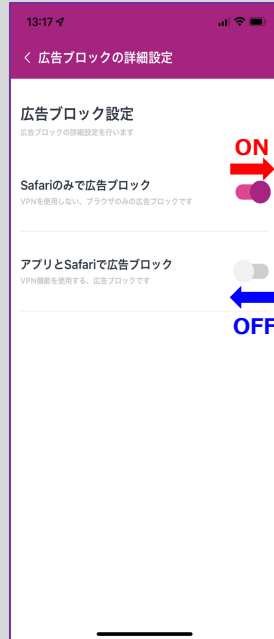 13:17
広告ブロックの詳細設定
広告ブロック設定
広告ブロックの詳細設定を行います
ON
Safariのみで広告ブロック
VPNを使用しない、ブラウザのみの広告ブロックです
アプリとSafariで広告ブロック
VPN機能を使用する、広告ブロックです
OFF